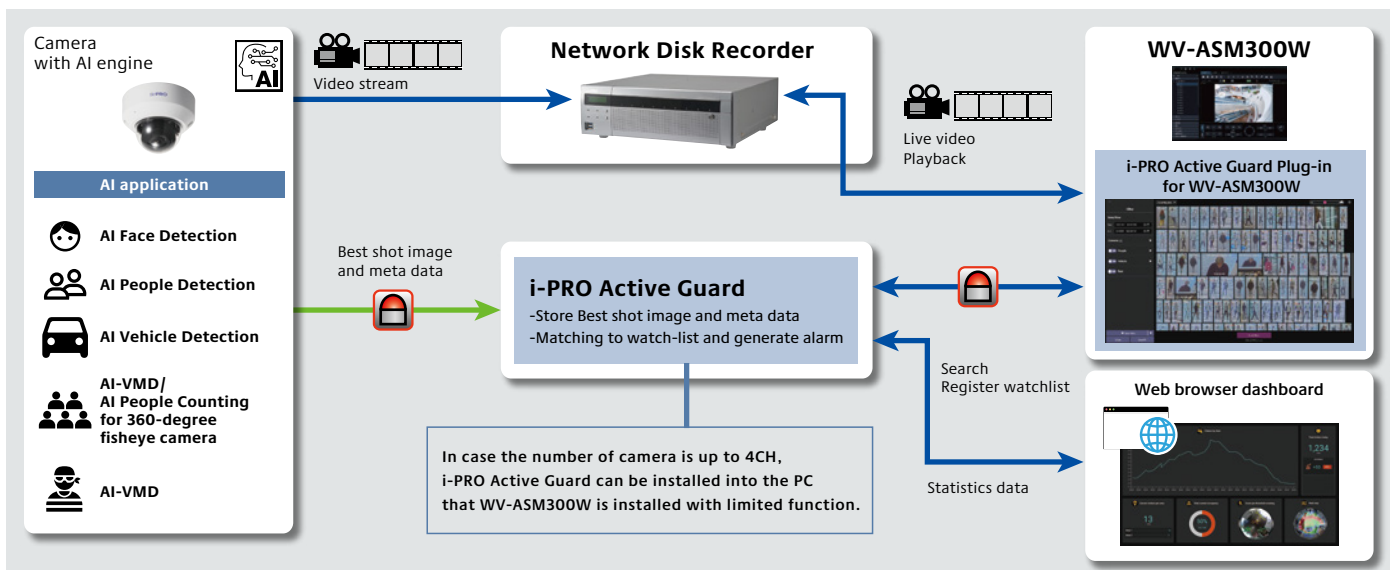 Camera
with AI engine
AI
i-PRO
AI application
AI Face Detection
AI People Detection
AI Vehicle Detection
AI-VMD/
AI People Counting
for 360-degree
fisheye camera
AI-VMD
Video stream
Network Disk Recorder
Live video
Playback
WV-ASM300W
i-PRO Active Guard Plug-in
for WV-ASM300W
Best shot image
and meta data
i-PRO Active Guard
-Store Best shot image and meta data
-Matching to watch-list and generate alarm
Search
Register watchlist
In case the number of camera is up to 4CH,
i-PRO Active Guard can be installed into the PC
that WV-ASM300W is installed with limited function.
Statistics data
Web browser dashboard
1,234
13